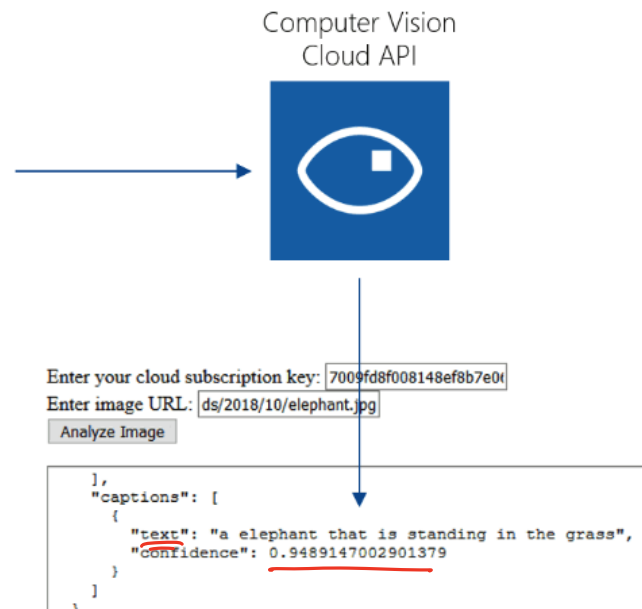 Computer Vision
Cloud API
Enter your cloud subscription key: 7009fd8f008148ef8b7e0
Enter image URL: ds/2018/10/elephant.jpg
Analyze Image
],
"captions": [
{
"text": "a elephant that is standing in the grass",
"confidence": 0.9489147002901379
}
]
}